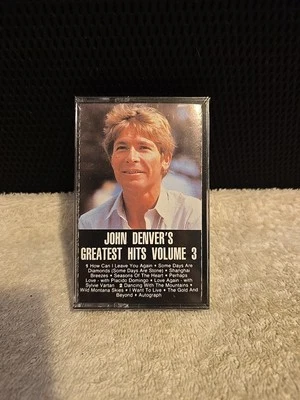 JOHN DENVER'S
GREATEST HITS VOLUME 3
1 How Can I Leave You Again • Some Days Are
Diamonds (Some Days Are Stone) • Shanghai
Breezes • Seasons Of The Heart • Perhaps
Love - with Placido Domingo • Love Again - with
Sylvie Vartan 2 Dancing With The Mountains •
Wild Montana Skies • I Want To Live • The Gold And
Beyond • Autograph